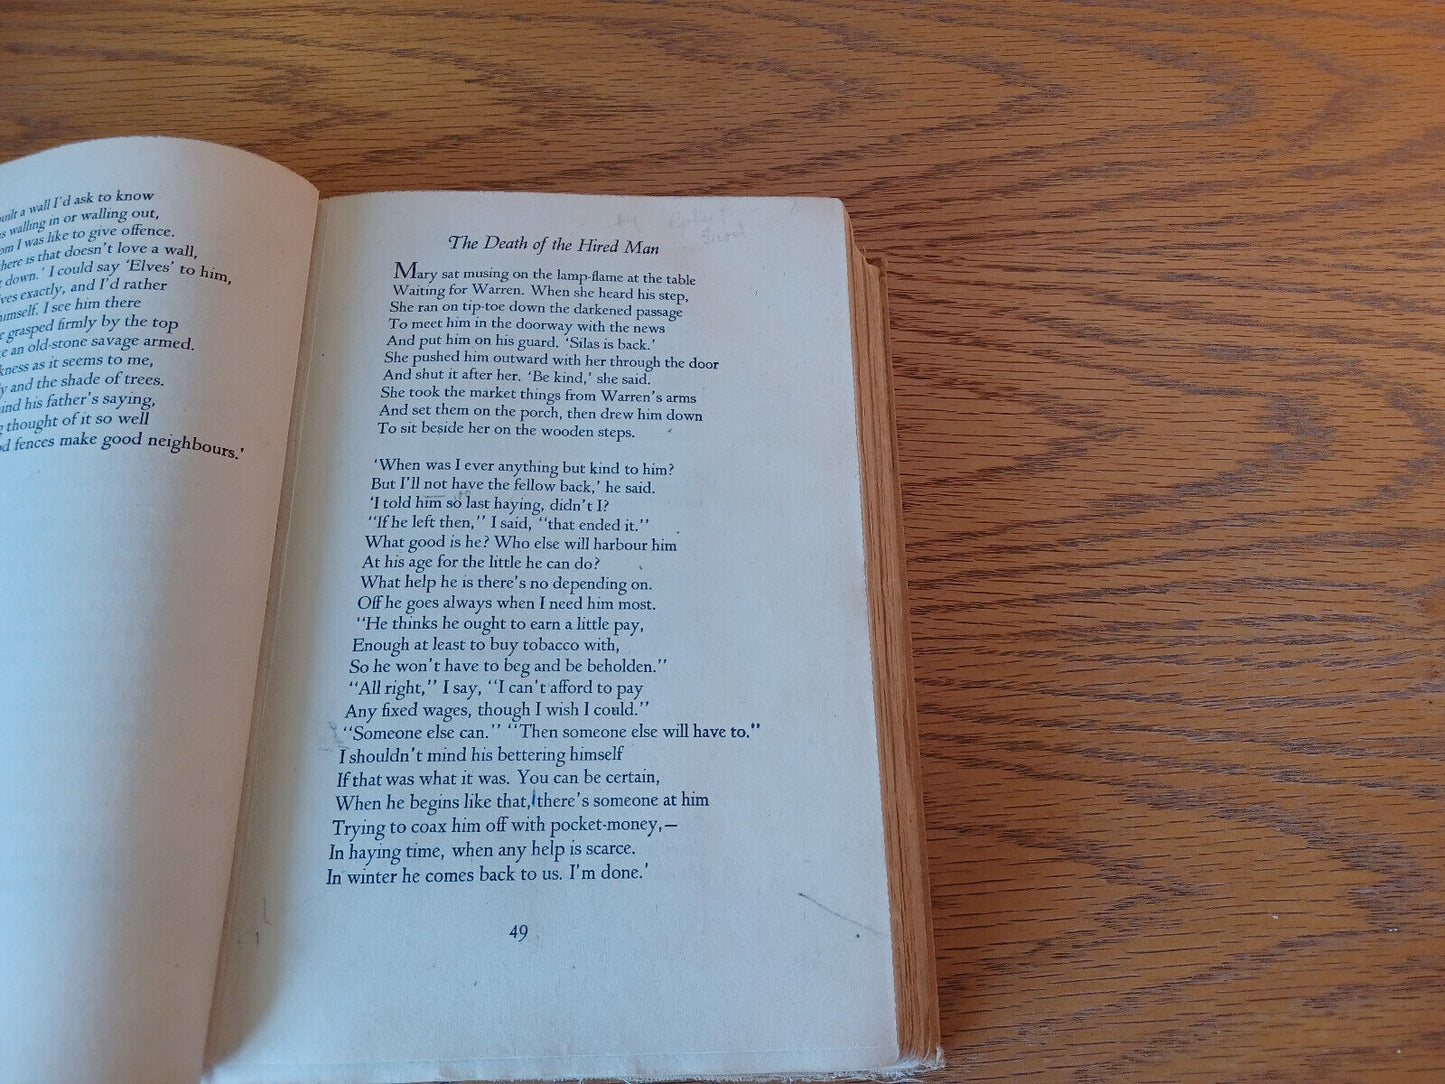 built a wall I'd ask to know
walling in or walling out,
I was like to give offence.
there is that doesn't love a wall,
down.' I could say 'Elves' to him,
exactly, and I'd rather
himself. I see him there
grasped firmly by the top
an old-stone savage armed.
as it seems to me,
and the shade of trees.
his father's saying,
thought of it so well
fences make good neighbours.'
by Robert
Frost
The Death of the Hired Man
Mary sat musing on the lamp-flame at the table
Waiting for Warren. When she heard his step,
She ran on tip-toe down the darkened passage
To meet him in the doorway with the news
And put him on his guard. 'Silas is back.'
She pushed him outward with her through the door
And shut it after her. 'Be kind,' she said.
She took the market things from Warren's arms
And set them on the porch, then drew him down
To sit beside her on the wooden steps.
'When was I ever anything but kind to him?
But I'll not have the fellow back,' he said.
'I told him so last haying, didn't I?
"If he left then," I said, "that ended it."
What good is he? Who else will harbour him
At his age for the little he can do?
What help he is there's no depending on.
Off he goes always when I need him most.
"He thinks he ought to earn a little pay,
Enough at least to buy tobacco with,
So he won't have to beg and be beholden."
"All right," I say, "I can't afford to pay
Any fixed wages, though I wish I could."
"Someone else can." "Then someone else will have to."
I shouldn't mind his bettering himself
If that was what it was. You can be certain,
When he begins like that, there's someone at him
Trying to coax him off with pocket-money,—
In haying time, when any help is scarce.
In winter he comes back to us. I'm done.'
49